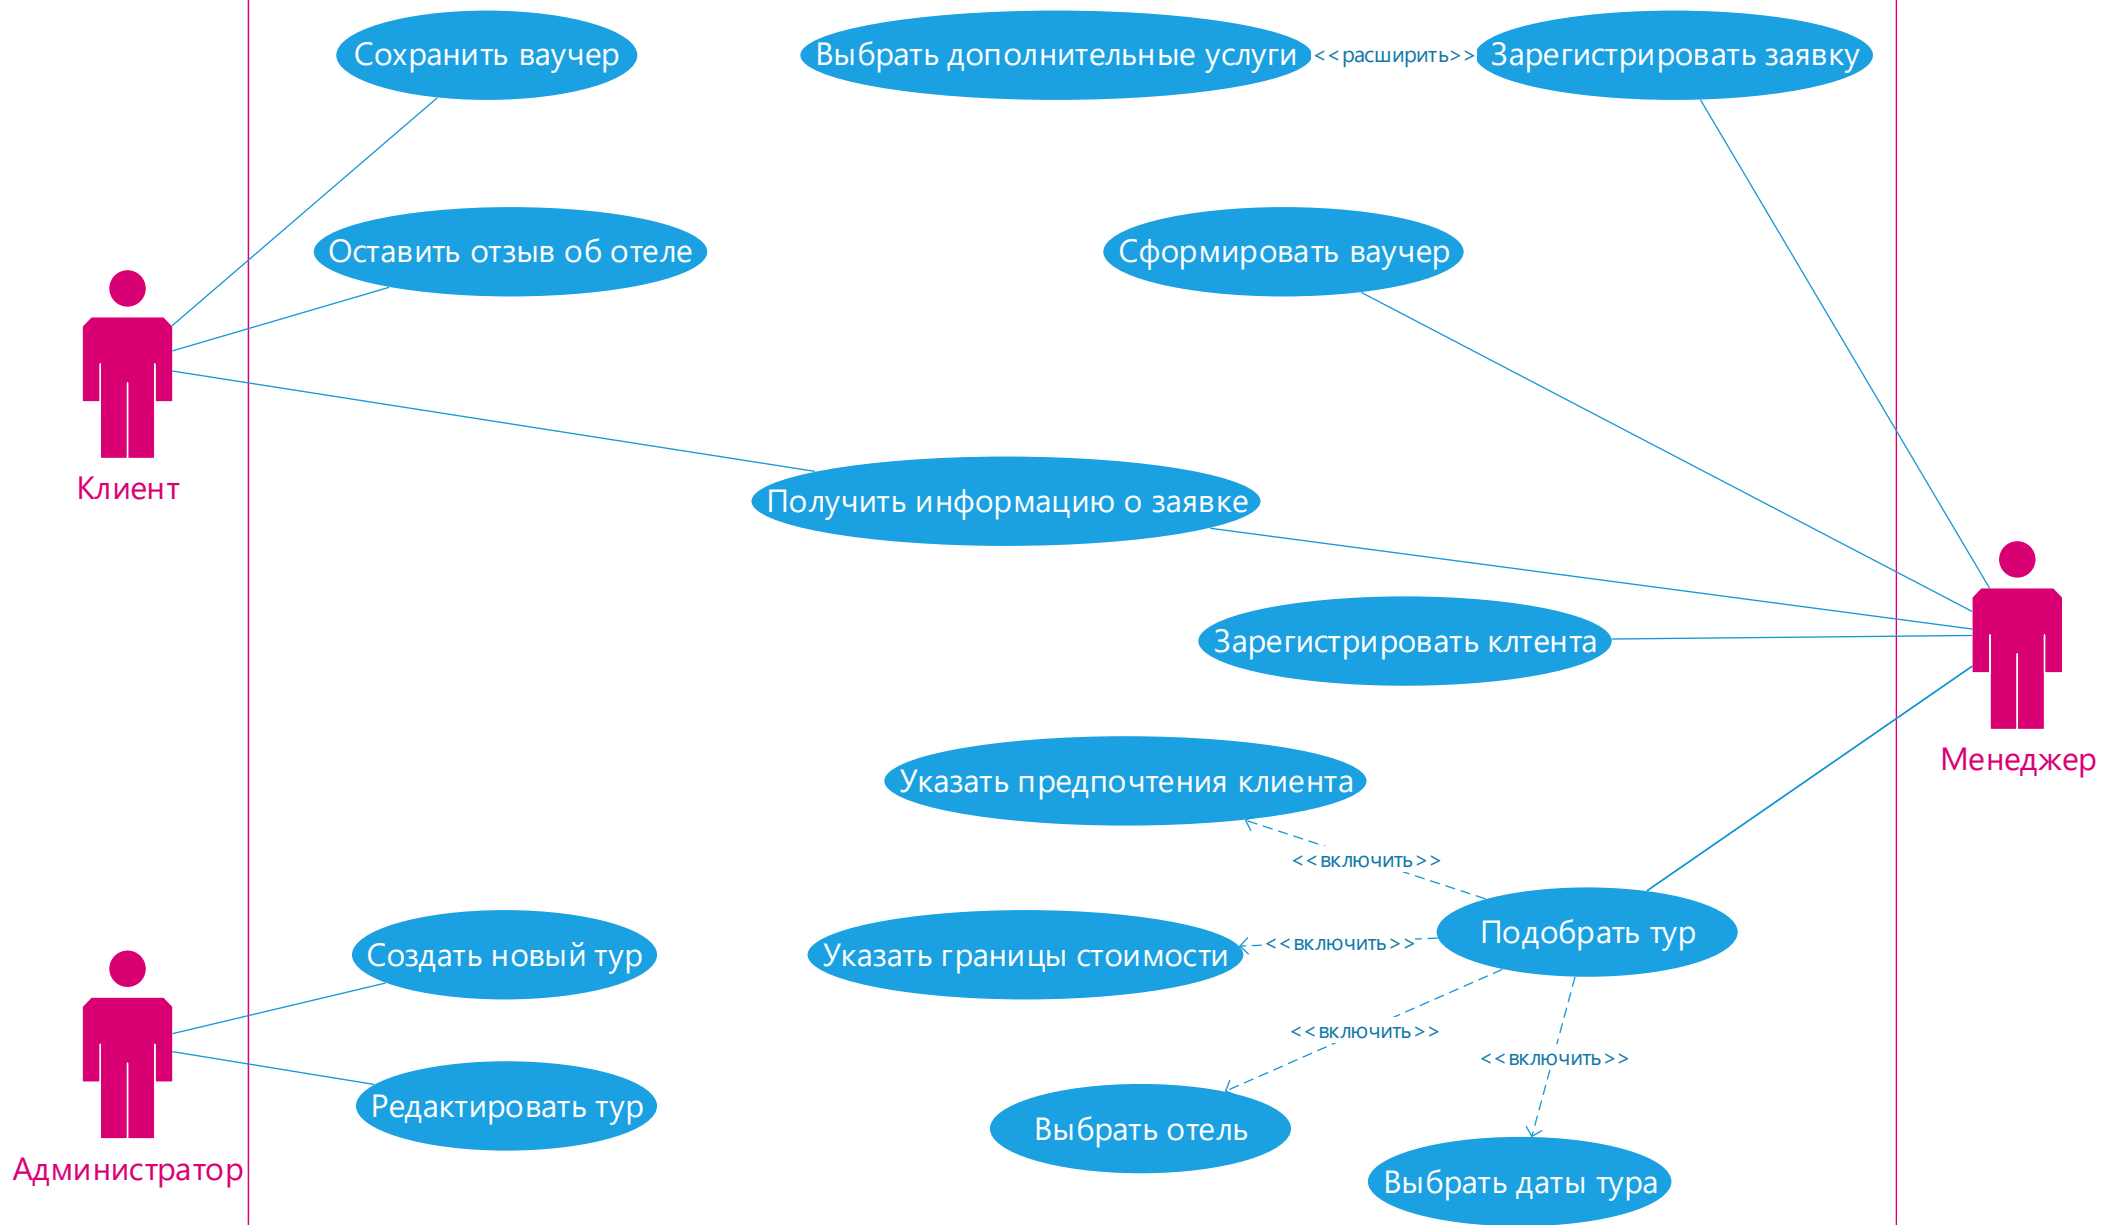 Сохранить ваучер
Выбрать дополнительные услуги
<<расширить>>
Зарегистрировать заявку
Оставить отзыв об отеле
Сформировать ваучер
Клиент
Получить информацию о заявке
Зарегистрировать клтента
Менеджер
Указать предпочтения клиента
<<включить>>
Подобрать тур
Создать новый тур
Указать границы стоимости
<<включить>>
<<включить>>
<<включить>>
Редактировать тур
Выбрать отель
Администратор
Выбрать даты тура